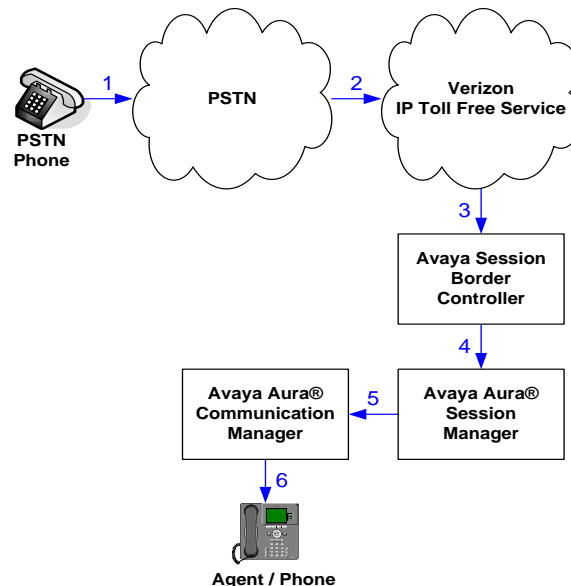 1
2
PSTN
Verizon
IP Toll Free Service
PSTN
Phone
3
Avaya Session
Border
Controller
4
Avaya Aura®
Communication
Manager
5
Avaya Aura®
Session
Manager
6
Agent / Phone